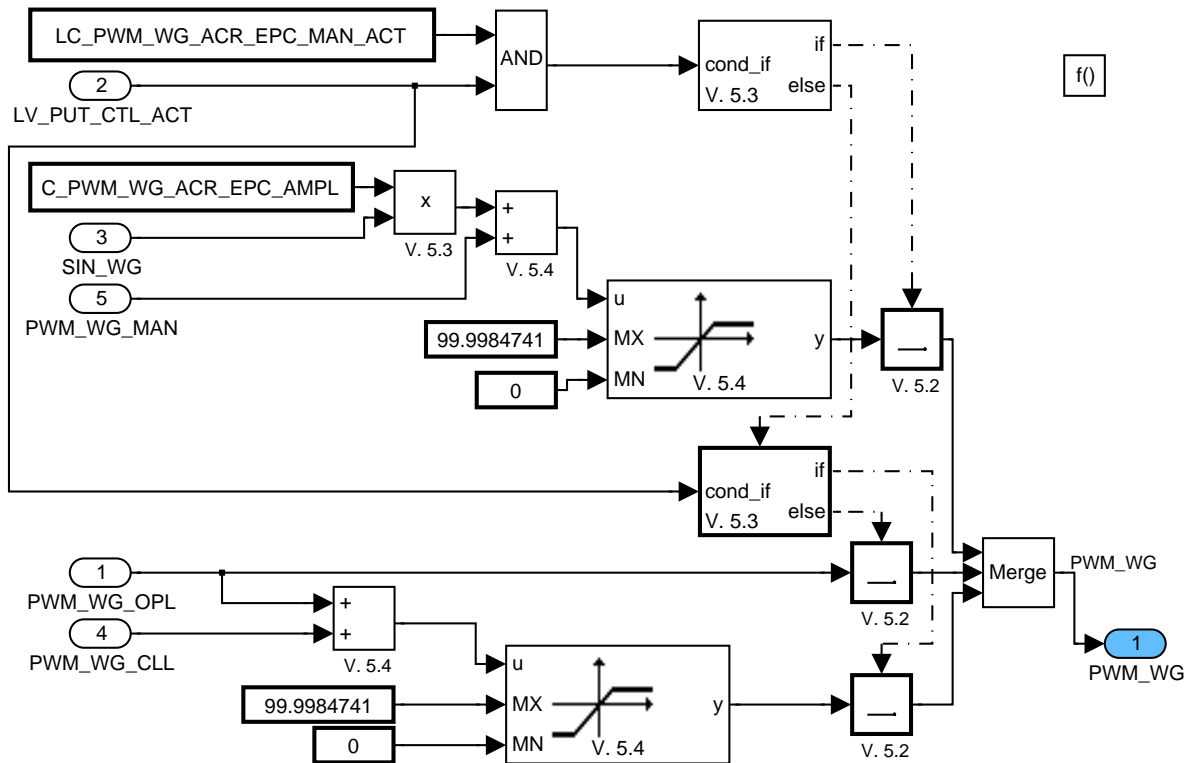 LC_PWM_WG_ACR_EPC_MAN_ACT
2
LV_PUT_CTL_ACT
AND
cond_if
if
else
V. 5.3
f()
C_PWM_WG_ACR_EPC_AMPL
3
SIN_WG
x
V. 5.3
+
+
V. 5.4
5
PWM_WG_MAN
99.9984741
0
u
MX
MN
y
V. 5.4
V. 5.2
cond_if
if
else
V. 5.3
1
PWM_WG_OPL
4
PWM_WG_CLL
+
+
V. 5.4
99.9984741
0
u
MX
MN
y
V. 5.4
V. 5.2
V. 5.2
Merge
PWM_WG
1
PWM_WG